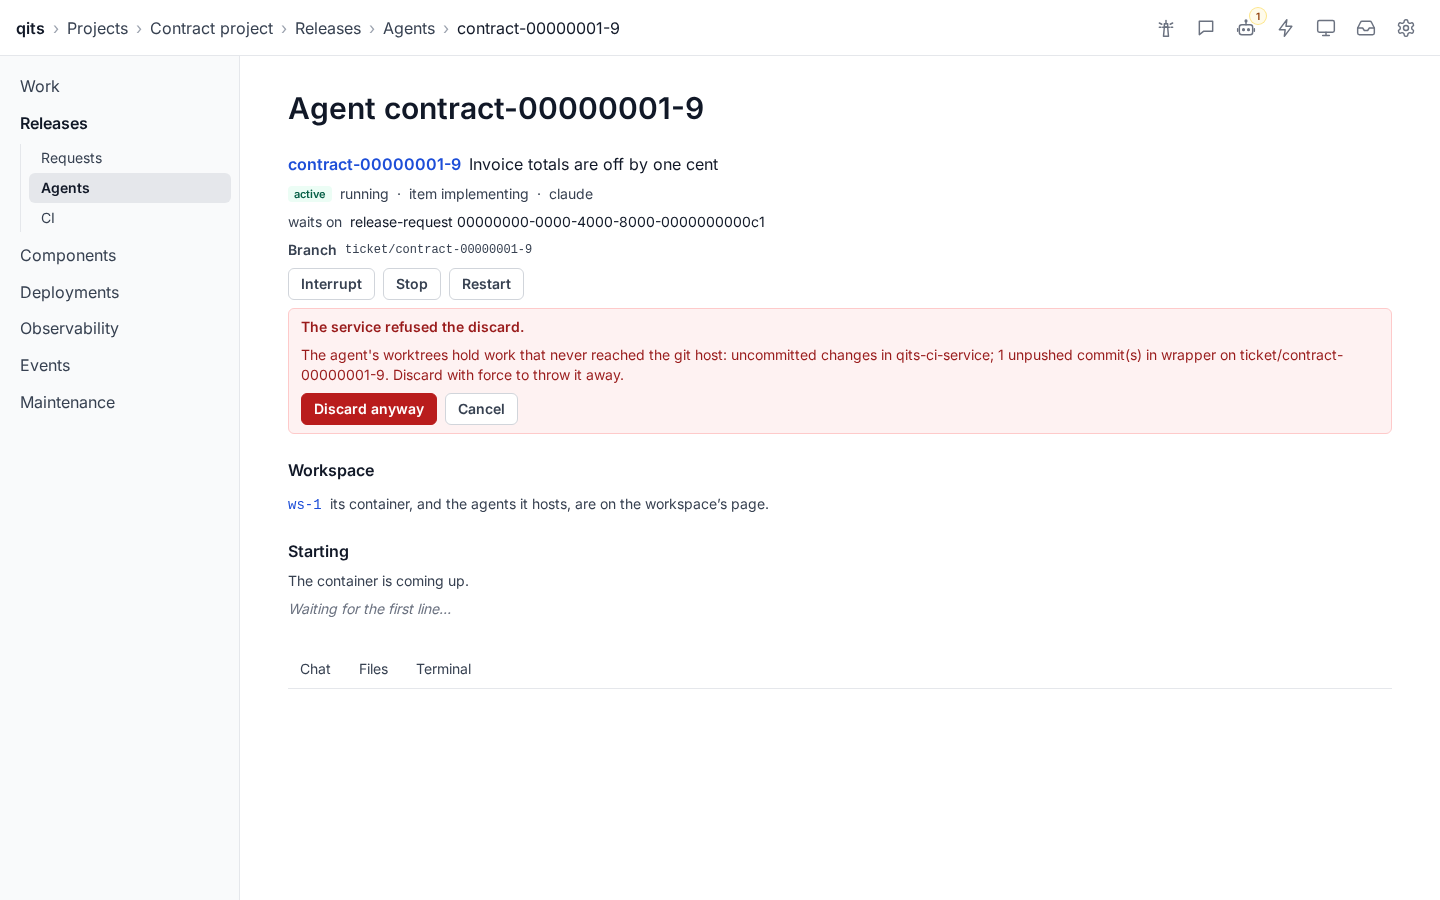 qits › Projects › Contract project › Releases › Agents › contract-00000001-9
1
Work
Releases
Requests
Agents
CI
Components
Deployments
Observability
Events
Maintenance
Agent contract-00000001-9
contract-00000001-9 Invoice totals are off by one cent
active running · item implementing · claude
waits on release-request 00000000-0000-4000-8000-0000000000c1
Branch ticket/contract-00000001-9
Interrupt Stop Restart
The service refused the discard.
The agent's worktrees hold work that never reached the git host: uncommitted changes in qits-ci-service; 1 unpushed commit(s) in wrapper on ticket/contract-
00000001-9. Discard with force to throw it away.
Discard anyway Cancel
Workspace
ws-1 its container, and the agents it hosts, are on the workspace’s page.
Starting
The container is coming up.
Waiting for the first line…
Chat Files Terminal